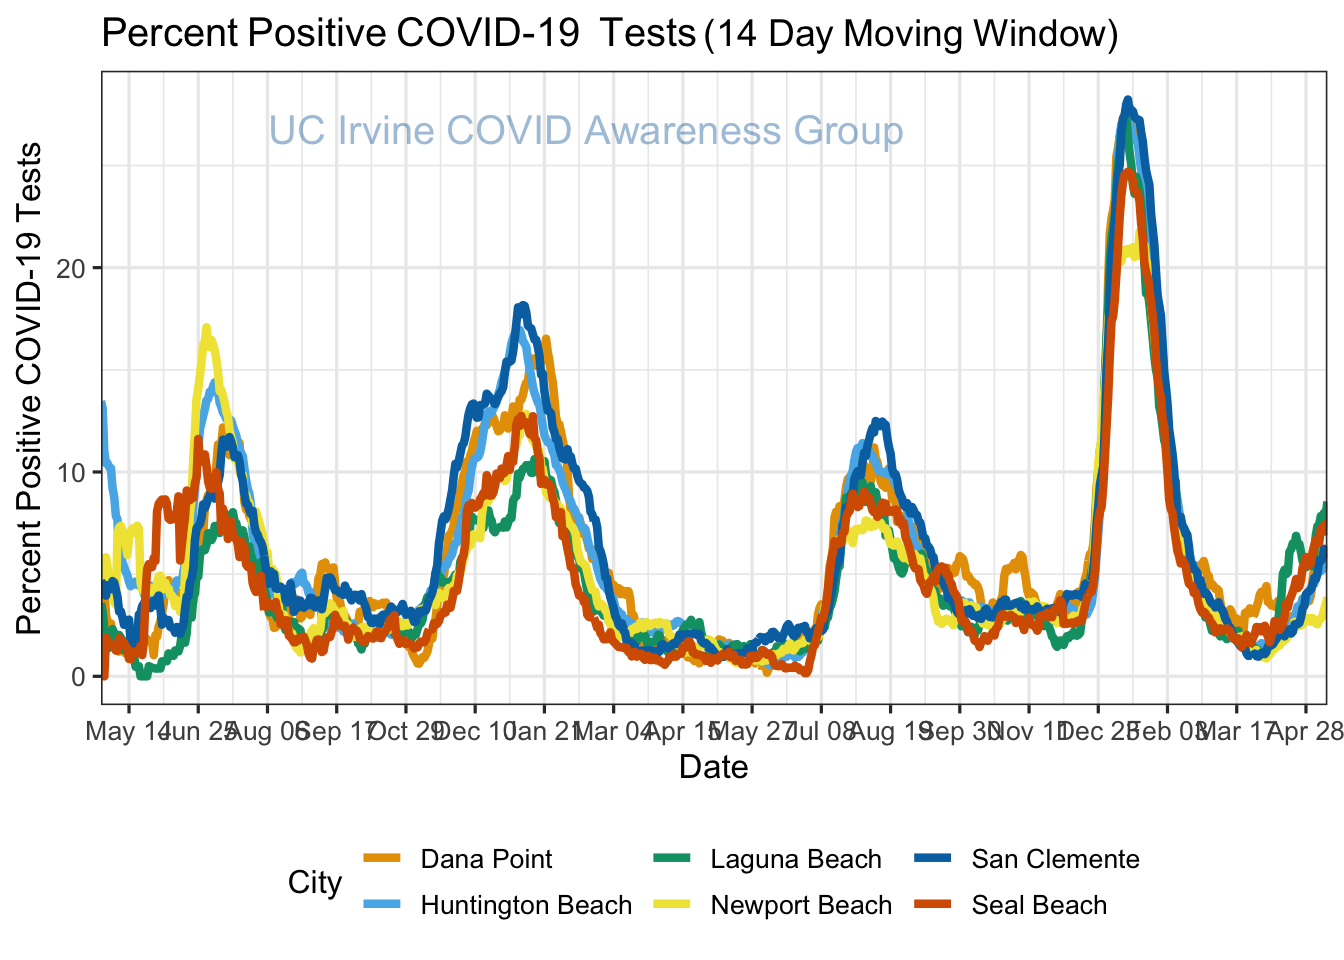 Percent Positive COVID-19 Tests (14 Day Moving Window)
UC Irvine COVID Awareness Group
Percent Positive COVID-19 Tests
20
10
0
May 14 Jun 25 Aug 06 Sep 17 Oct 29 Dec 10 Jan 21 Mar 04 Apr 15 May 27 Jul 08 Aug 19 Sep 30 Nov 11 Dec 23 Feb 03 Mar 17 Apr 28
Date
City
Dana Point Laguna Beach San Clemente
Huntington Beach Newport Beach Seal Beach